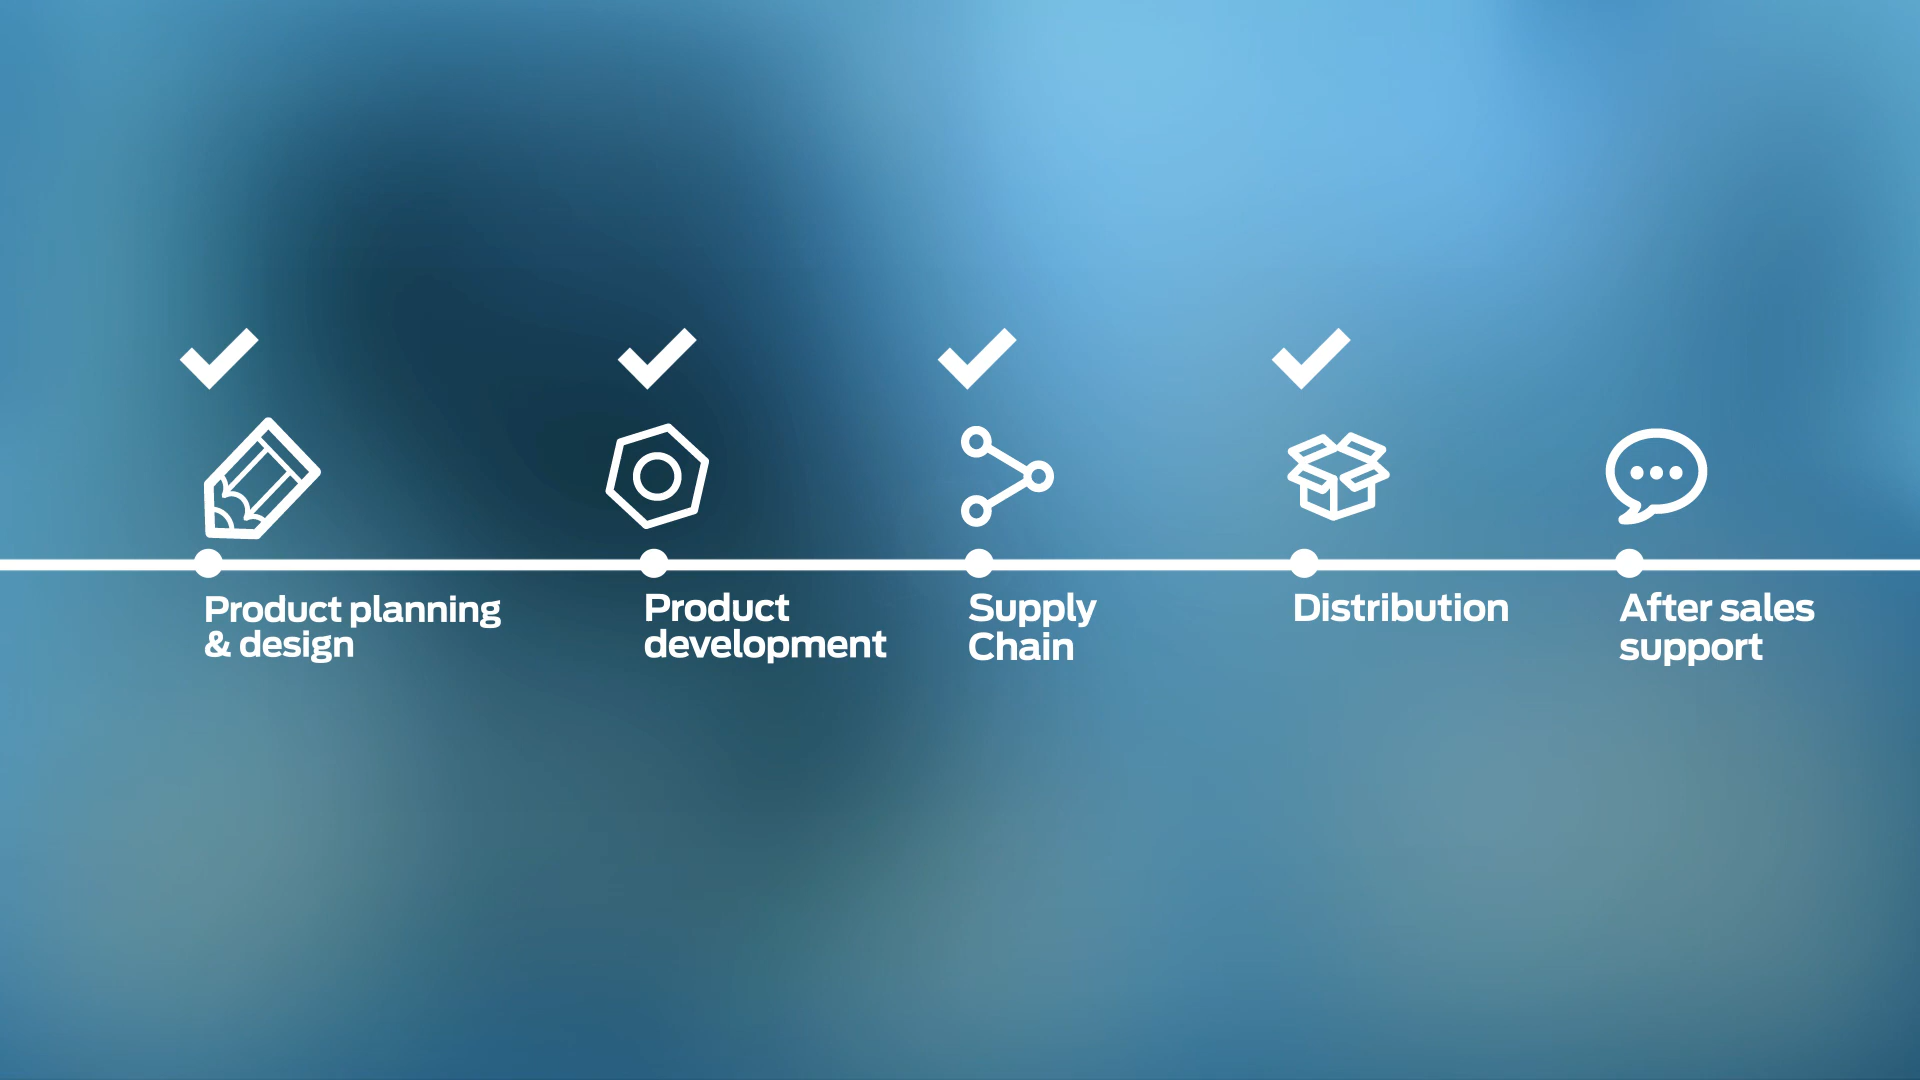 Product planning
& design
Product
development
Supply
Chain
Distribution
After sales
support